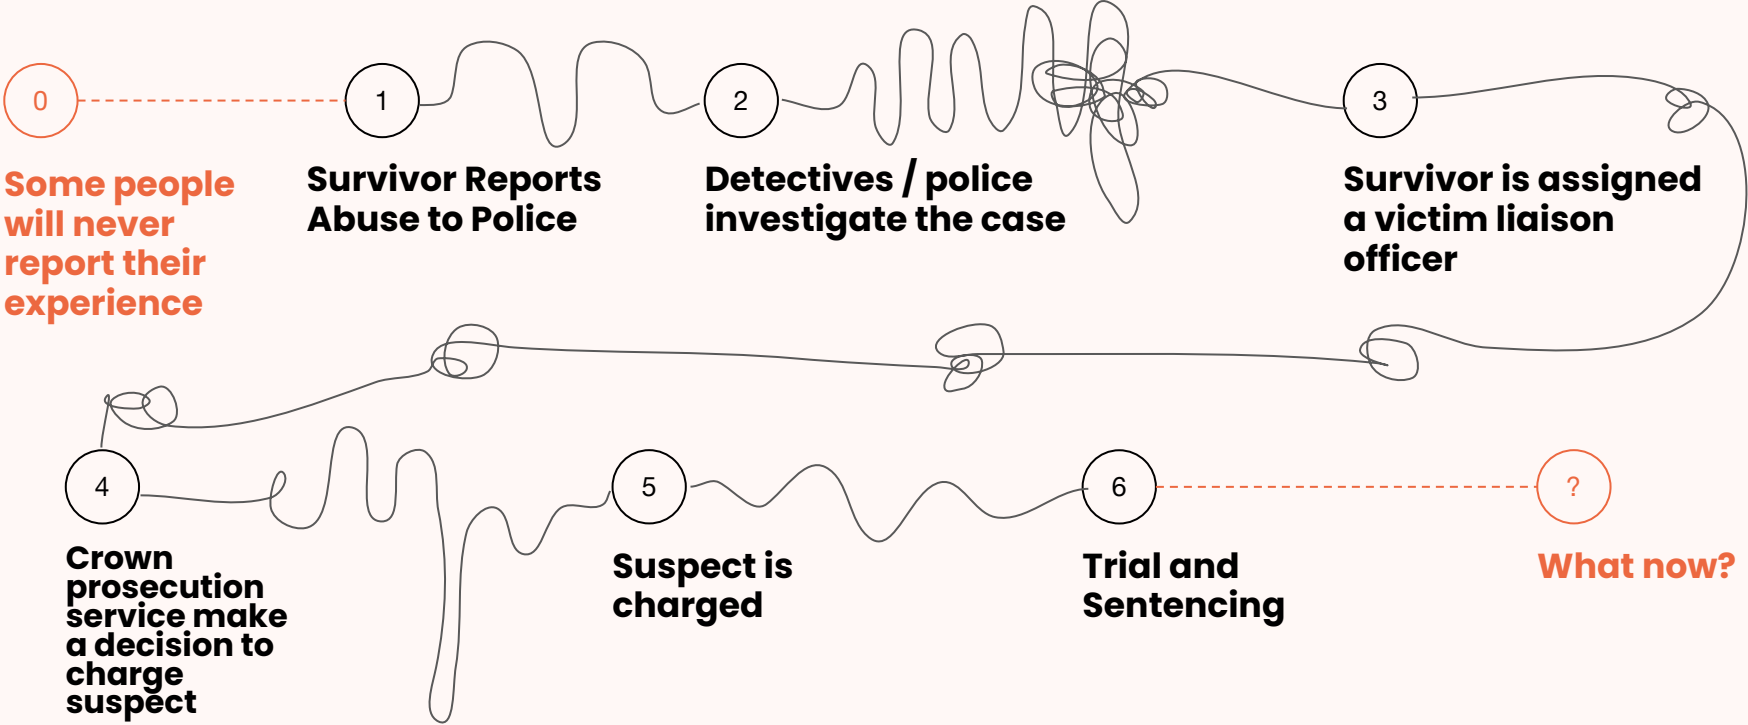 0
Some people
will never
report their
experience
1
Survivor Reports
Abuse to Police
2
Detectives / police
investigate the case
3
Survivor is assigned
a victim liaison
officer
4
Crown
prosecution
service make
a decision to
charge
suspect
5
Suspect is
charged
6
Trial and
Sentencing
?
What now?